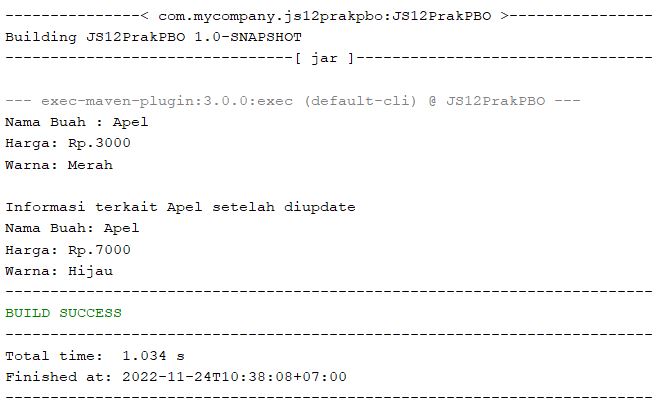 ---------------< com.mycompany.js12prakpbo:JS12PrakPBO >----------------
Building JS12PrakPBO 1.0-SNAPSHOT
--------------------------------[ jar ]---------------------------------
--- exec-maven-plugin:3.0.0:exec (default-cli) @ JS12PrakPBO ---
Nama Buah : Apel
Harga: Rp.3000
Warna: Merah
Informasi terkait Apel setelah diupdate
Nama Buah: Apel
Harga: Rp.7000
Warna: Hijau
------------------------------------------------------------------------
BUILD SUCCESS
------------------------------------------------------------------------
Total time:  1.034 s
Finished at: 2022-11-24T10:38:08+07:00
------------------------------------------------------------------------